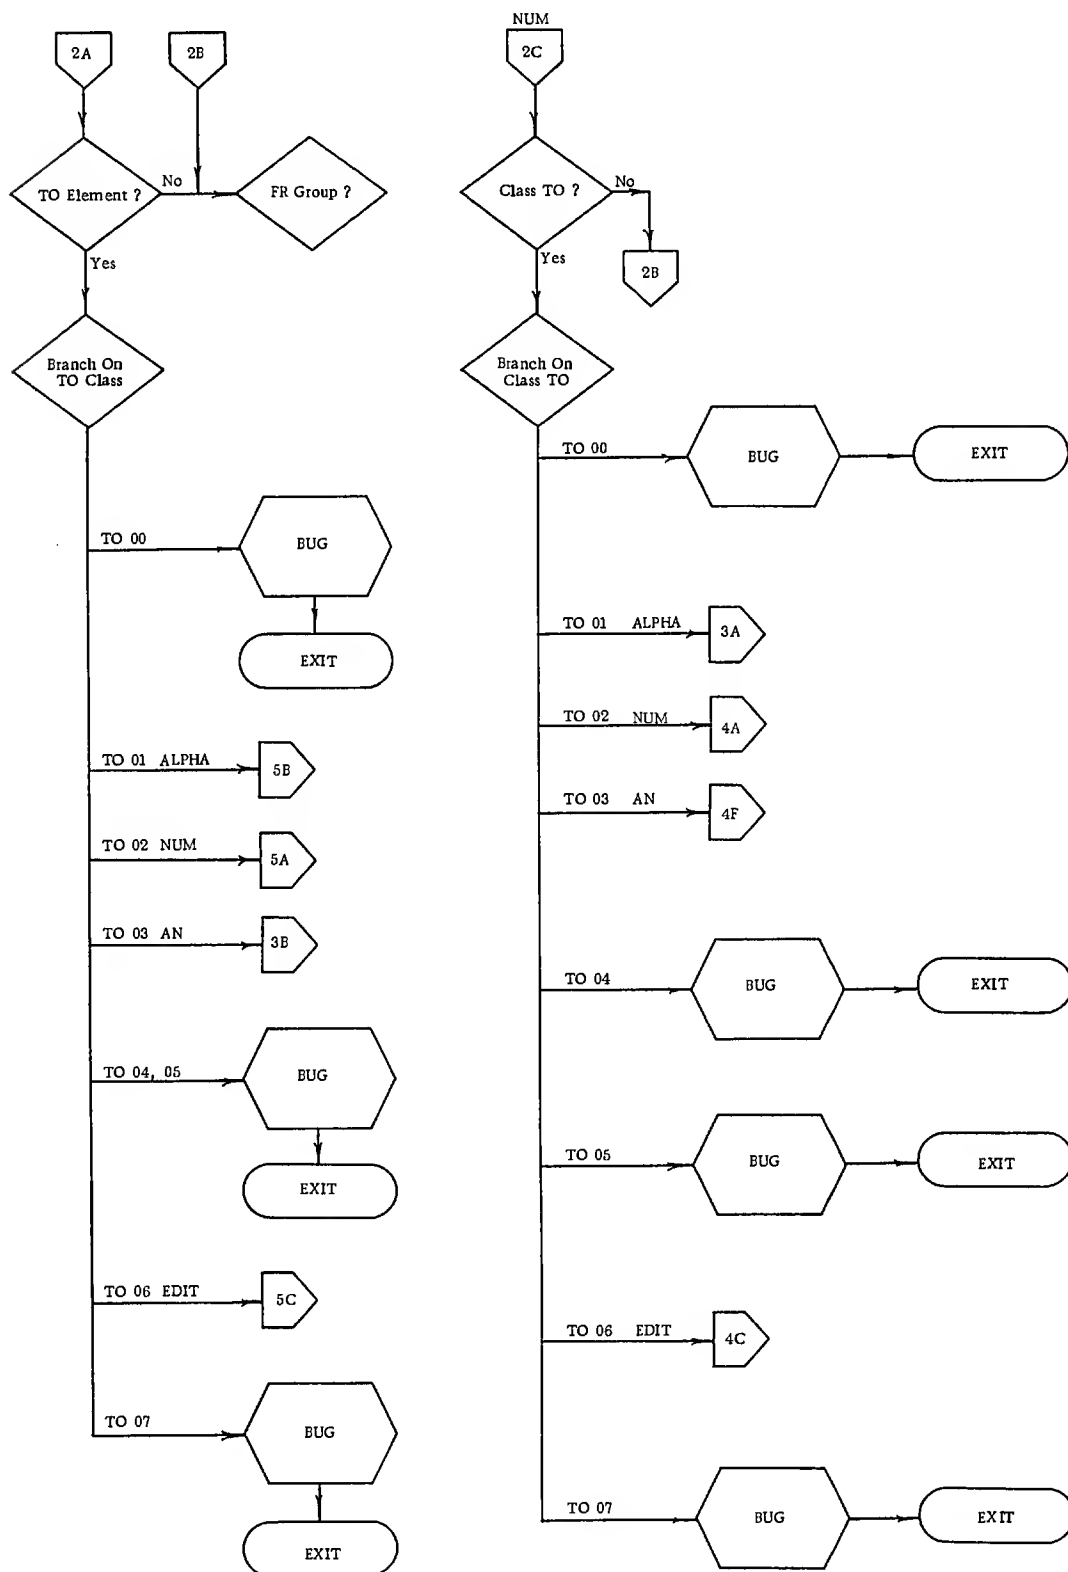 2A
2B
TO Element ?
No
FR Group ?
Yes
Branch On
TO Class
TO 00
BUG
EXIT
TO 01 ALPHA
5B
TO 02 NUM
5A
TO 03 AN
3B
TO 04, 05
BUG
EXIT
TO 06 EDIT
5C
TO 07
BUG
EXIT
NUM
2C
Class TO ?
No
2B
Yes
Branch On
Class TO
TO 00
BUG
EXIT
TO 01 ALPHA
3A
TO 02 NUM
4A
TO 03 AN
4F
TO 04
BUG
EXIT
TO 05
BUG
EXIT
TO 06 EDIT
4C
TO 07
BUG
EXIT